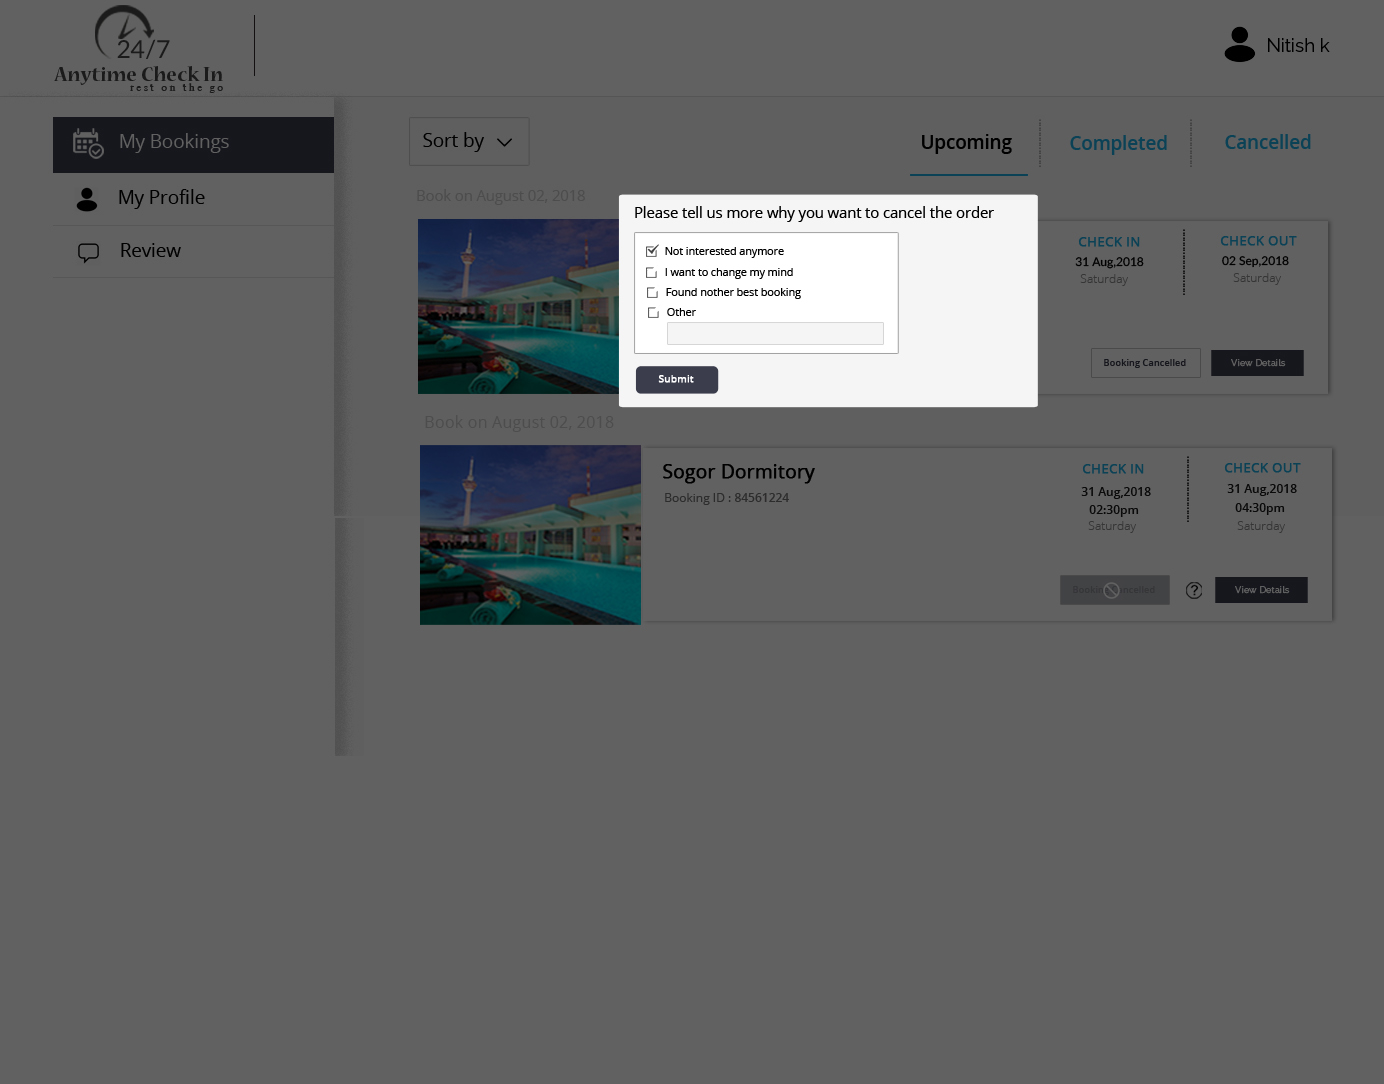 24/7
Anytime Check In
rest on the go
Nitish k
My Bookings
My Profile
Review
Sort by
Upcoming
Completed
Cancelled
Book on August 02, 2018
Please tell us more why you want to cancel the order
Not interested anymore
I want to change my mind
Found nother best booking
Other
Submit
CHECK IN
31 Aug,2018
Saturday
CHECK OUT
02 Sep,2018
Saturday
Booking Cancelled
View Details
Book on August 02, 2018
Sogor Dormitory
Booking ID : 84561224
CHECK IN
31 Aug,2018
02:30pm
Saturday
CHECK OUT
31 Aug,2018
04:30pm
Saturday
Booking Cancelled
?
View Details